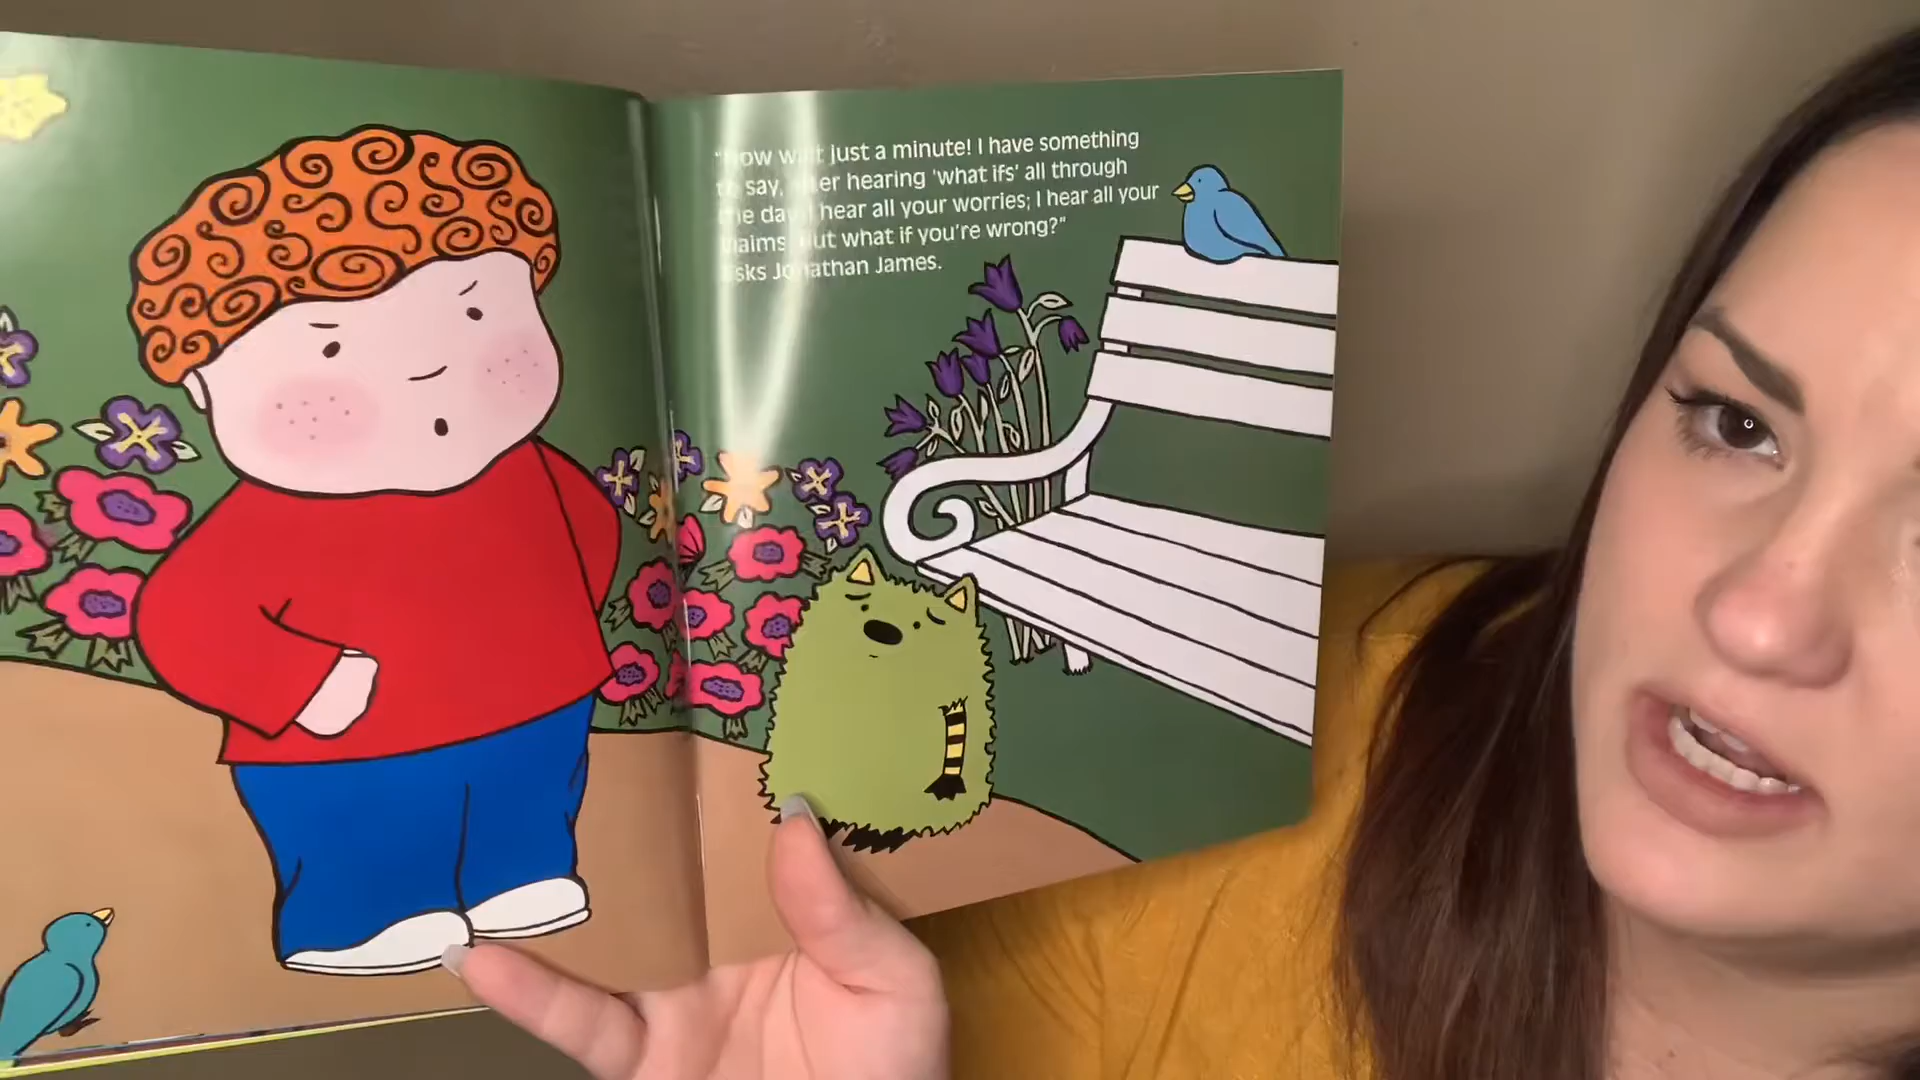 "Now wait just a minute! I have something
to say, after hearing 'what ifs' all through
the day. I hear all your worries; I hear all your
claims. But what if you're wrong?"
asks Jonathan James.